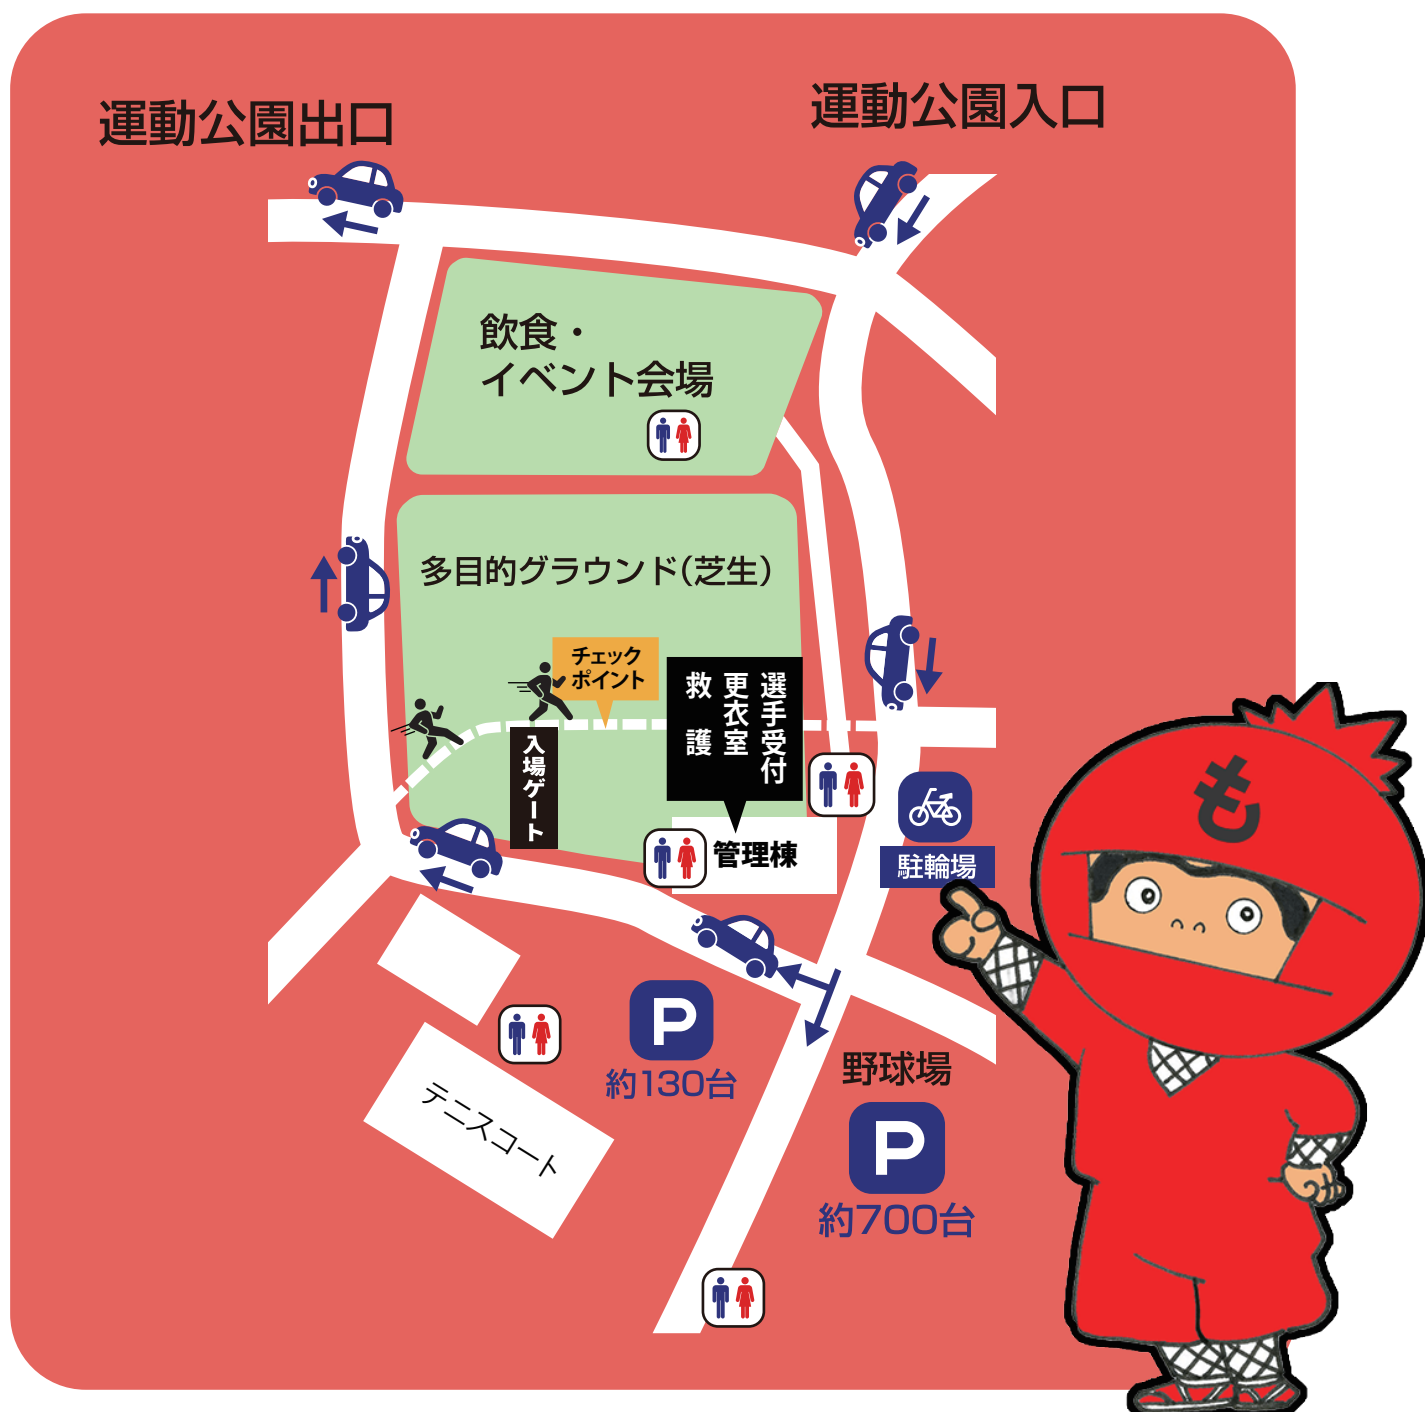 運動公園出口
運動公園入口
飲食・
イベント会場
多目的グラウンド(芝生)
チェック
ポイント
選手受付
更衣室
救護
入場ゲート
管理棟
駐輪場
P
約130台
野球場
P
約700台
テニスコート
も